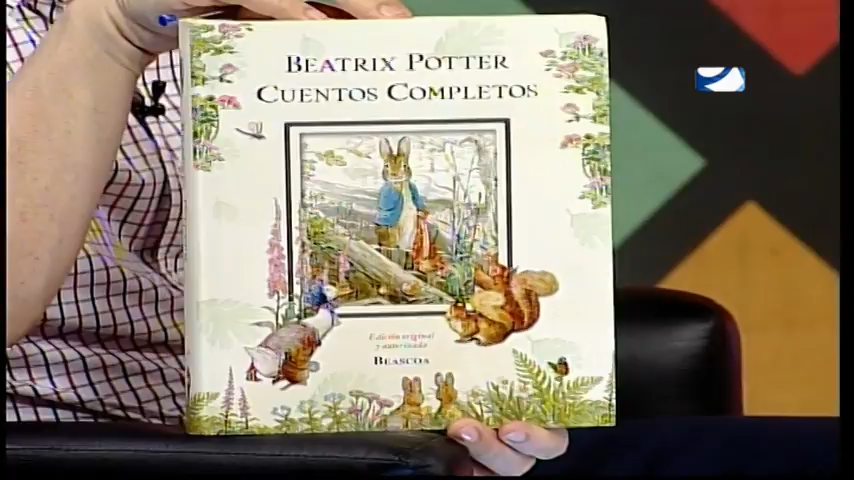 BEATRIX POTTER
CUENTOS COMPLETOS
Edición original
y autorizada
BEASCOA